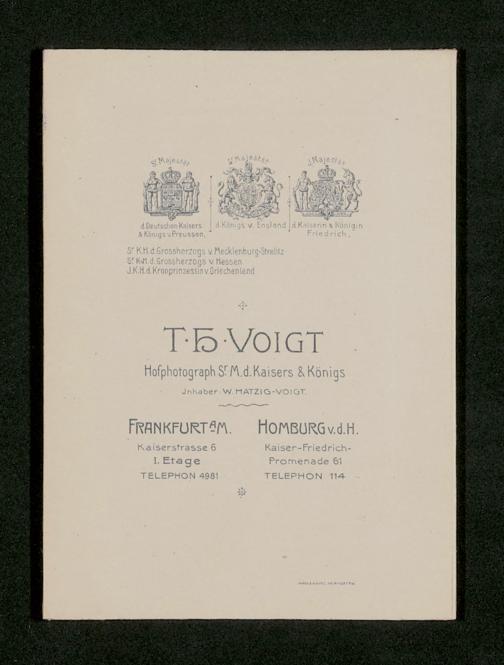 Sr Majestät
Sr Majestät
J. Majestät
d. Deutschen Kaisers
& Königs v. Preussen,
d. Königs v. England
d. Kaiserin & Königin
Friedrich.
Sr K.H. d. Grossherzogs v. Mecklenburg-Strelitz
Sr K.H. d. Grossherzogs v. Hessen
J.K.H. d. Kronprinzessin v. Griechenland
T·H·VOIGT
Hofphotograph Sr. M. d. Kaisers & Königs
Jnhaber: W. HATZIG-VOIGT.
FRANKFURT A/M.
Kaiserstrasse 6
I. Etage
TELEPHON 4981
HOMBURG v. d. H.
Kaiser-Friedrich-
Promenade 61
TELEPHON 114